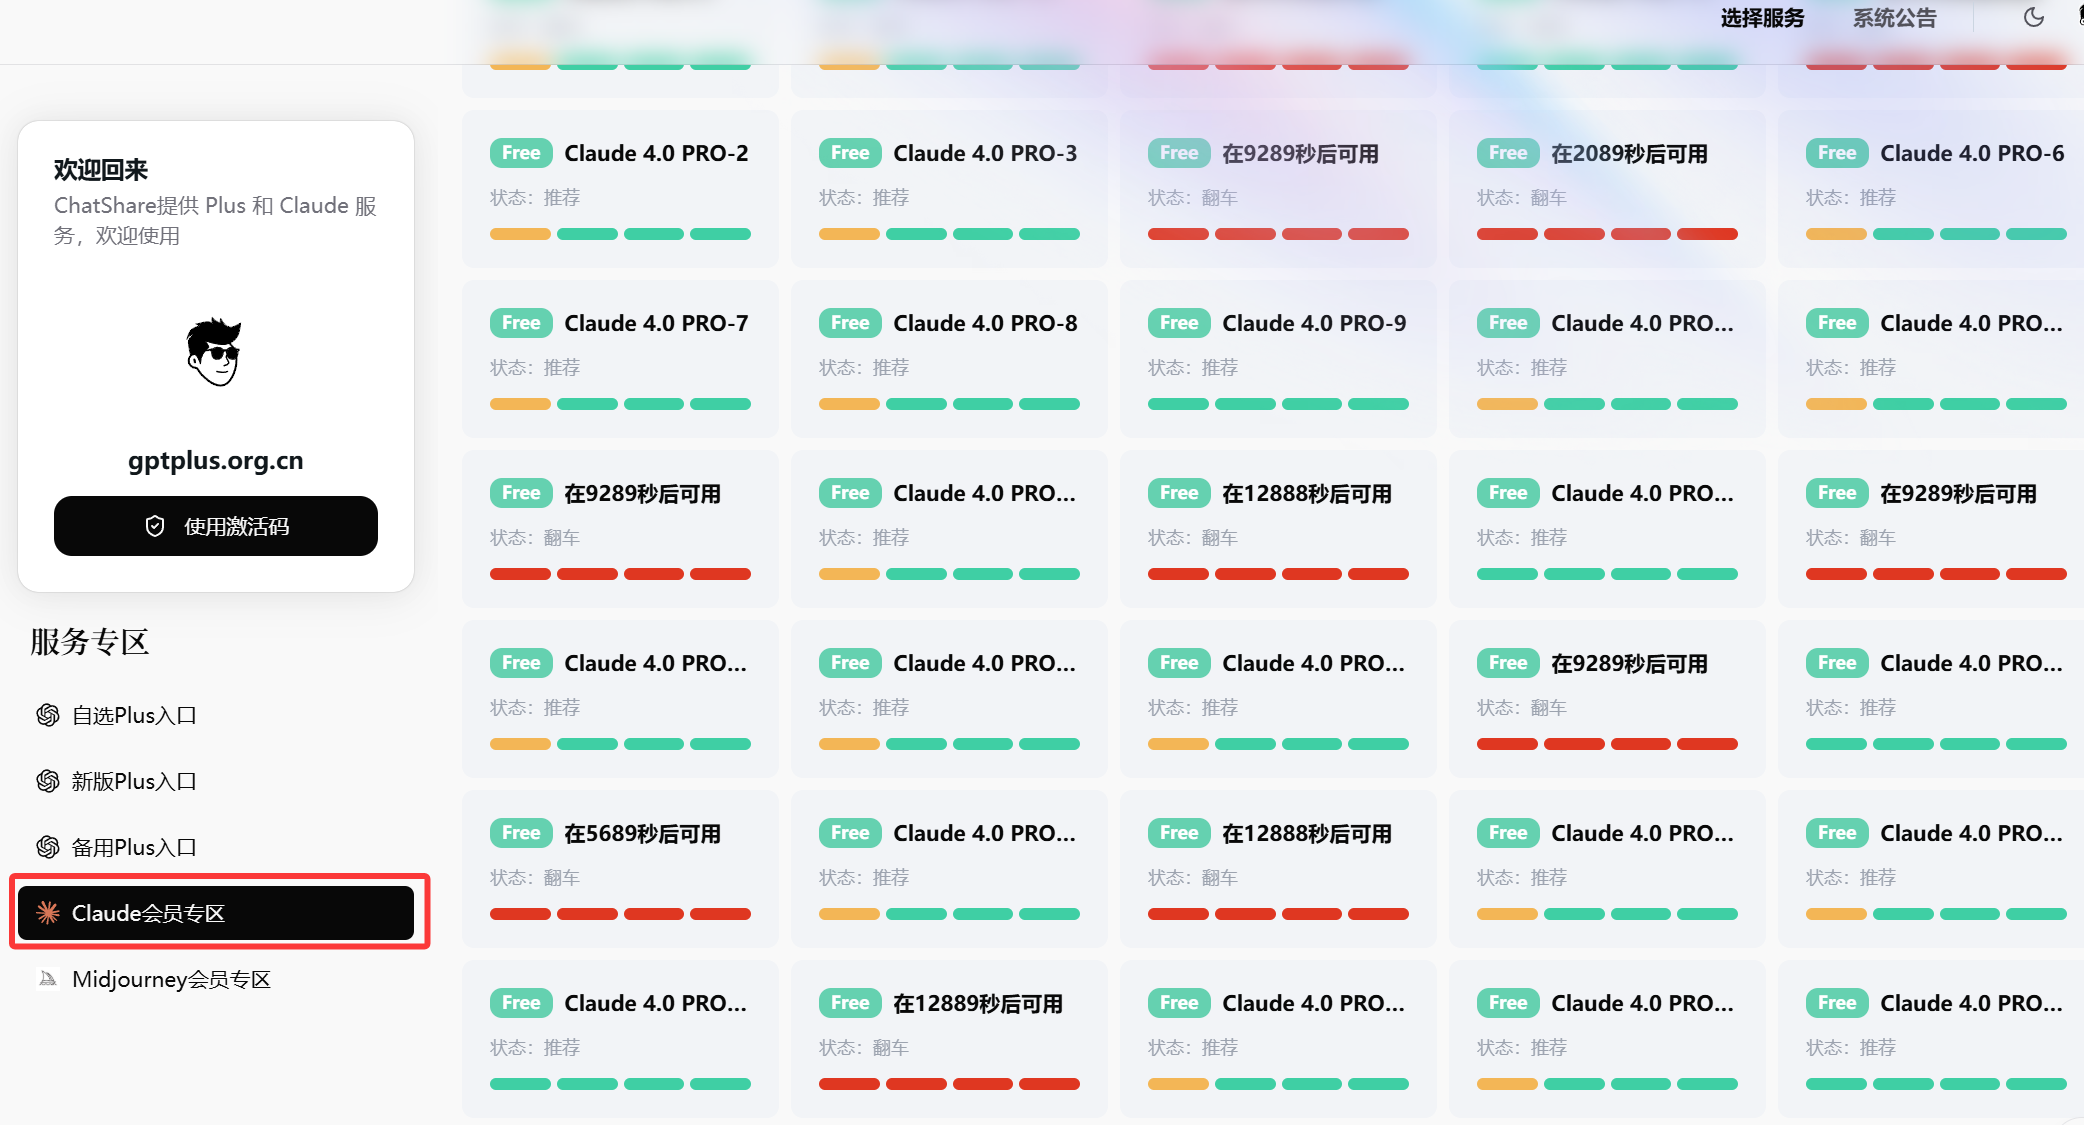 选择服务
系统公告
欢迎回来
ChatShare提供 Plus 和 Claude 服
务，欢迎使用
gptplus.org.cn
使用激活码
服务专区
自选Plus入口
新版Plus入口
备用Plus入口
Claude会员专区
Midjourney会员专区
Free Claude 4.0 PRO-2
状态：推荐
Free Claude 4.0 PRO-3
状态：推荐
Free 在9289秒后可用
状态：翻车
Free 在2089秒后可用
状态：翻车
Free Claude 4.0 PRO-6
状态：推荐
Free Claude 4.0 PRO-7
状态：推荐
Free Claude 4.0 PRO-8
状态：推荐
Free Claude 4.0 PRO-9
状态：推荐
Free Claude 4.0 PRO...
状态：推荐
Free Claude 4.0 PRO...
状态：推荐
Free 在9289秒后可用
状态：翻车
Free Claude 4.0 PRO...
状态：推荐
Free 在12888秒后可用
状态：翻车
Free Claude 4.0 PRO...
状态：推荐
Free 在9289秒后可用
状态：翻车
Free Claude 4.0 PRO...
状态：推荐
Free Claude 4.0 PRO...
状态：推荐
Free Claude 4.0 PRO...
状态：推荐
Free 在9289秒后可用
状态：翻车
Free Claude 4.0 PRO...
状态：推荐
Free 在5689秒后可用
状态：翻车
Free Claude 4.0 PRO...
状态：推荐
Free 在12888秒后可用
状态：翻车
Free Claude 4.0 PRO...
状态：推荐
Free Claude 4.0 PRO...
状态：推荐
Free Claude 4.0 PRO...
状态：推荐
Free 在12889秒后可用
状态：翻车
Free Claude 4.0 PRO...
状态：推荐
Free Claude 4.0 PRO...
状态：推荐
Free Claude 4.0 PRO...
状态：推荐